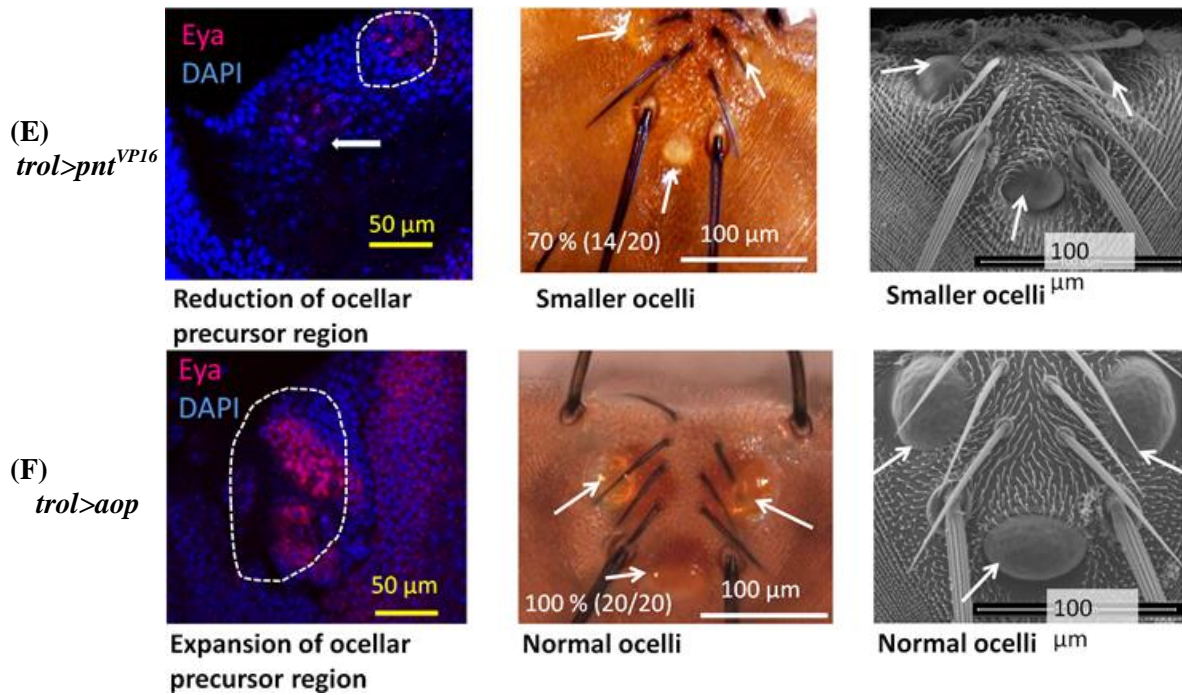 (E)
trol>pnt^VP16
Eya
DAPI
50 µm
Reduction of ocellar
precursor region
70 % (14/20)
100 µm
Smaller ocelli
100
µm
Smaller ocelli
(F)
trol>aop
Eya
DAPI
50 µm
Expansion of ocellar
precursor region
100 % (20/20)
100 µm
Normal ocelli
100
µm
Normal ocelli